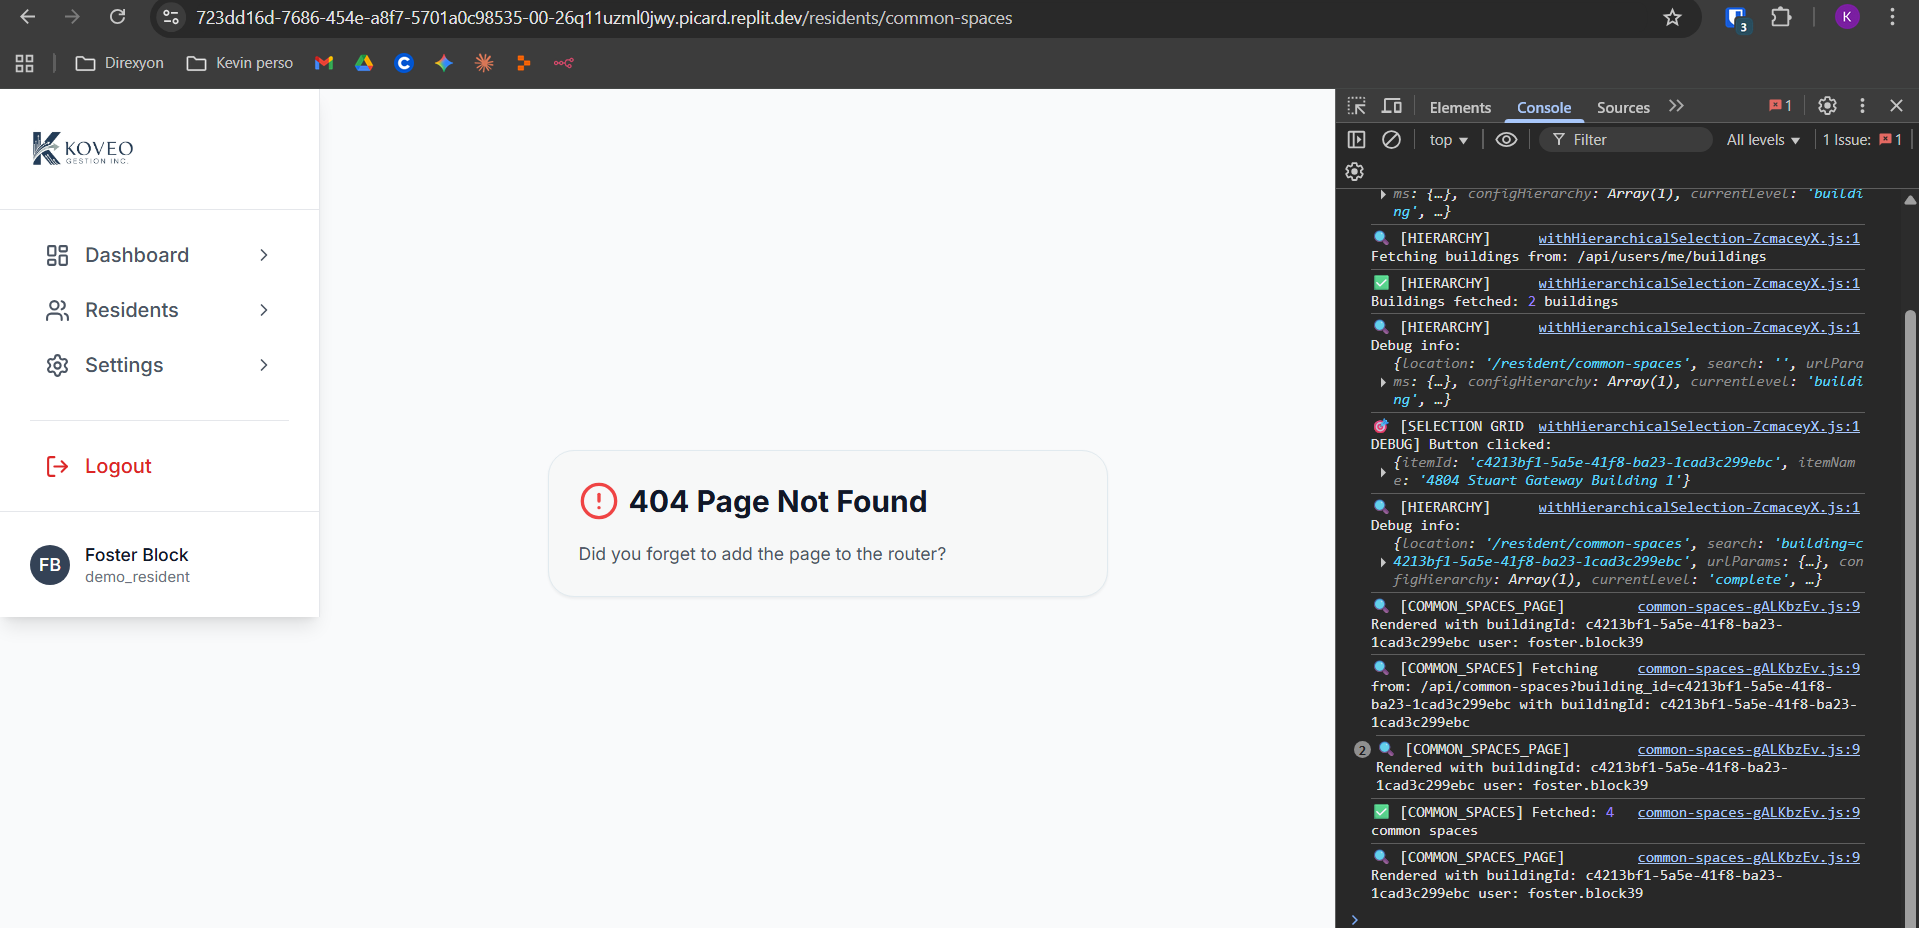 723dd16d-7686-454e-a8f7-5701a0c98535-00-26q11uzml0jwy.picard.replit.dev/residents/common-spaces
3
K
Direxyon
Kevin perso
KOVEO
GESTION INC.
Dashboard
Residents
Settings
Logout
FB
Foster Block
demo_resident
404 Page Not Found
Did you forget to add the page to the router?
Elements Console Sources 1
top Filter All levels 1 Issue: 1
ms: {…}, configHierarchy: Array(1), currentLevel: 'buildi
ng', …}
[HIERARCHY] withHierarchicalSelection-ZcmaceyX.js:1
Fetching buildings from: /api/users/me/buildings
[HIERARCHY] withHierarchicalSelection-ZcmaceyX.js:1
Buildings fetched: 2 buildings
[HIERARCHY] withHierarchicalSelection-ZcmaceyX.js:1
Debug info:
{location: '/resident/common-spaces', search: '', urlPara
ms: {…}, configHierarchy: Array(1), currentLevel: 'buildi
ng', …}
[SELECTION GRID withHierarchicalSelection-ZcmaceyX.js:1
DEBUG] Button clicked:
{itemId: 'c4213bf1-5a5e-41f8-ba23-1cad3c299ebc', itemNam
e: '4804 Stuart Gateway Building 1'}
[HIERARCHY] withHierarchicalSelection-ZcmaceyX.js:1
Debug info:
{location: '/resident/common-spaces', search: 'building=c
4213bf1-5a5e-41f8-ba23-1cad3c299ebc', urlParams: {…}, con
figHierarchy: Array(1), currentLevel: 'complete', …}
[COMMON_SPACES_PAGE] common-spaces-gALKbzEv.js:9
Rendered with buildingId: c4213bf1-5a5e-41f8-ba23-
1cad3c299ebc user: foster.block39
[COMMON_SPACES] Fetching common-spaces-gALKbzEv.js:9
from: /api/common-spaces?building_id=c4213bf1-5a5e-41f8-
ba23-1cad3c299ebc with buildingId: c4213bf1-5a5e-41f8-ba23-
1cad3c299ebc
2 [COMMON_SPACES_PAGE] common-spaces-gALKbzEv.js:9
Rendered with buildingId: c4213bf1-5a5e-41f8-ba23-
1cad3c299ebc user: foster.block39
[COMMON_SPACES] Fetched: 4 common-spaces-gALKbzEv.js:9
common spaces
[COMMON_SPACES_PAGE] common-spaces-gALKbzEv.js:9
Rendered with buildingId: c4213bf1-5a5e-41f8-ba23-
1cad3c299ebc user: foster.block39